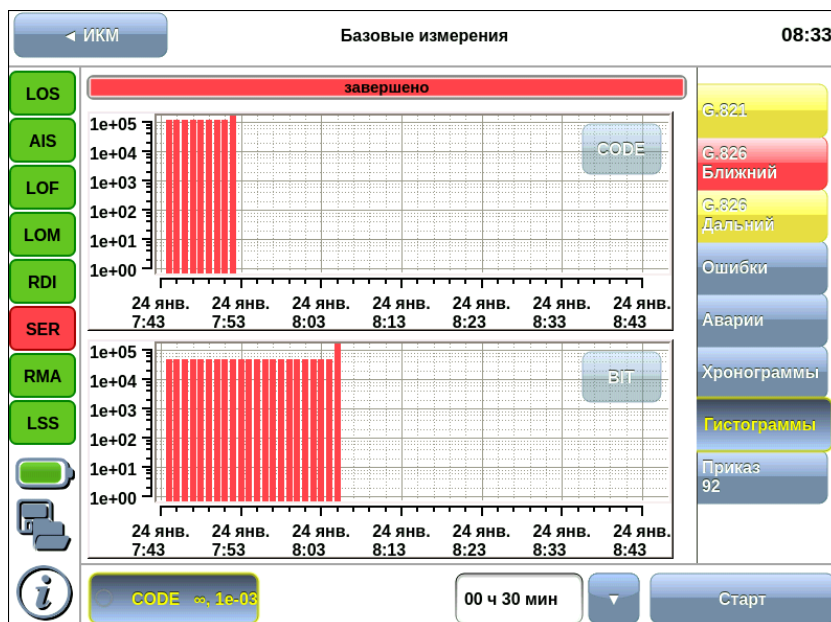 ◄ ИКМ
Базовые измерения
08:33
LOS
AIS
LOF
LOM
RDI
SER
RMA
LSS
завершено
1e+05
1e+04
1e+03
1e+02
1e+01
1e+00
CODE
24 янв. 24 янв. 24 янв. 24 янв. 24 янв. 24 янв. 24 янв.
7:43 7:53 8:03 8:13 8:23 8:33 8:43
1e+05
1e+04
1e+03
1e+02
1e+01
1e+00
BIT
24 янв. 24 янв. 24 янв. 24 янв. 24 янв. 24 янв. 24 янв.
7:43 7:53 8:03 8:13 8:23 8:33 8:43
G.821
G.826
Ближний
G.826
Дальний
Ошибки
Аварии
Хронограммы
Гистограммы
Приказ
92
i
CODE ∞, 1e-03
00 ч 30 мин
▼
Старт